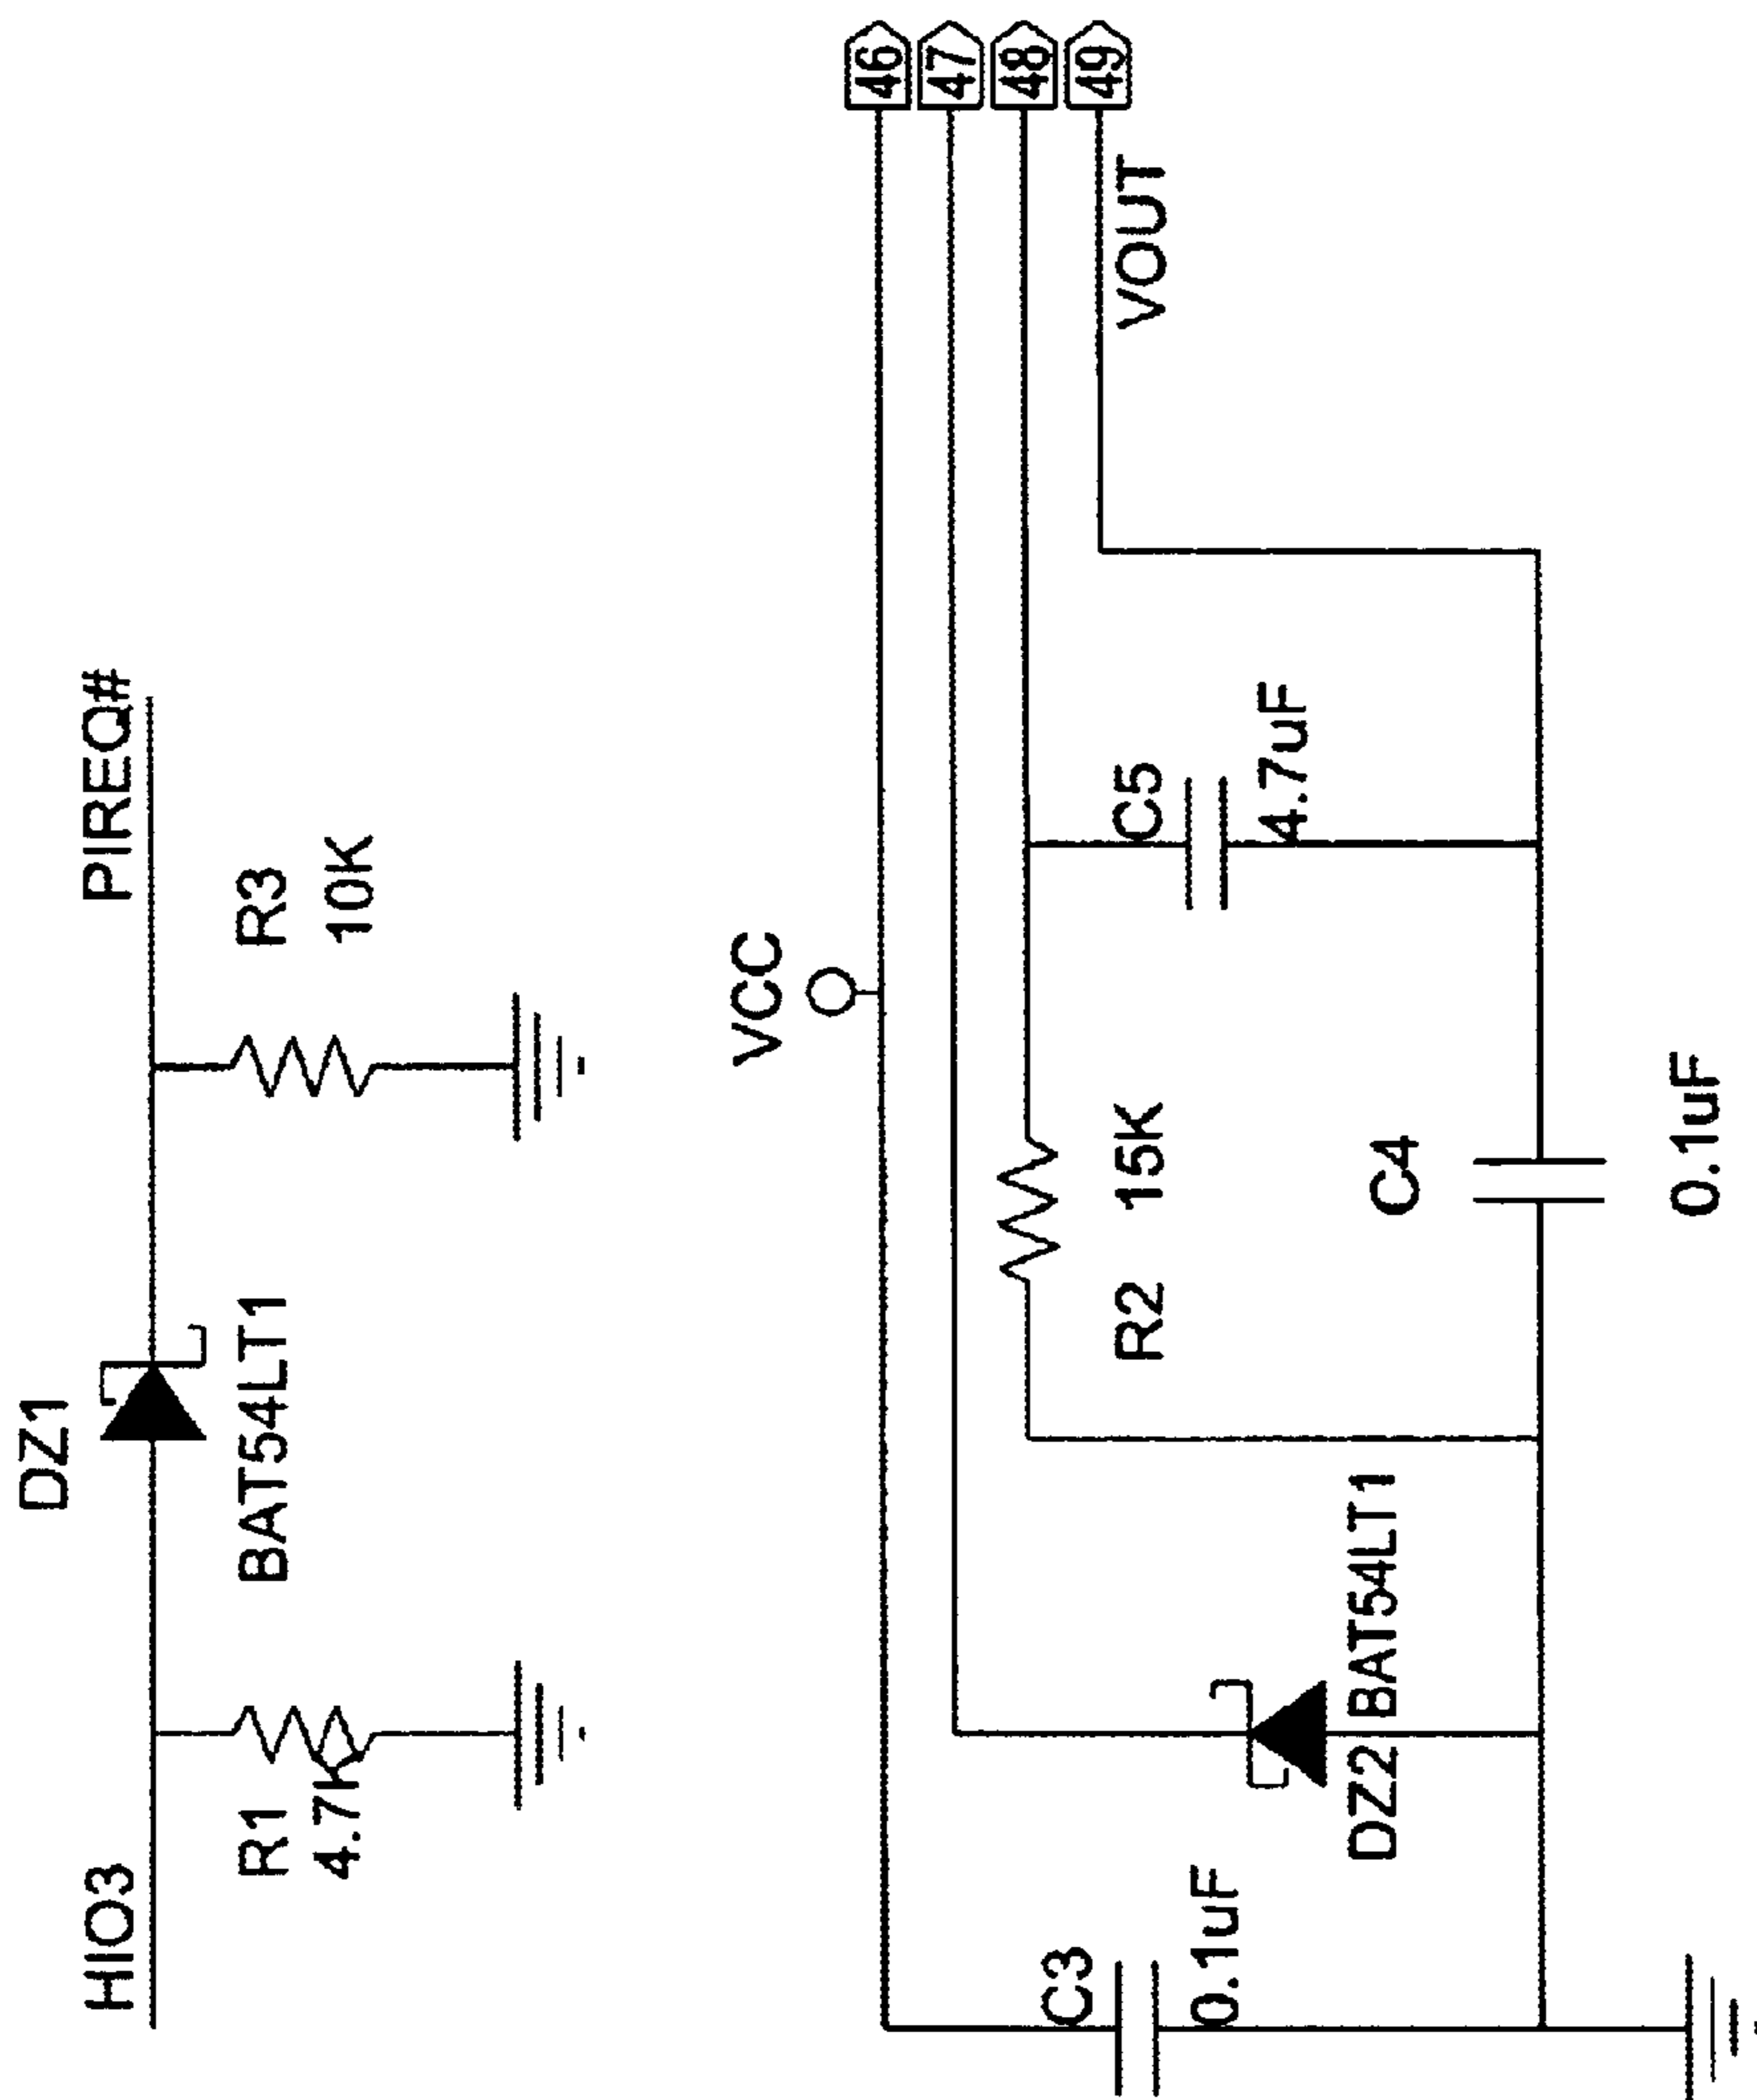 HIO3
R1
4.7K
DZ1
BAT54LT1
R3
10K
PIREQ#
VCC
46
47
48
49
VOUT
C3
0.1uF
DZ2 BAT54LT1
R2 15K
C5
4.7uF
C4
0.1uF